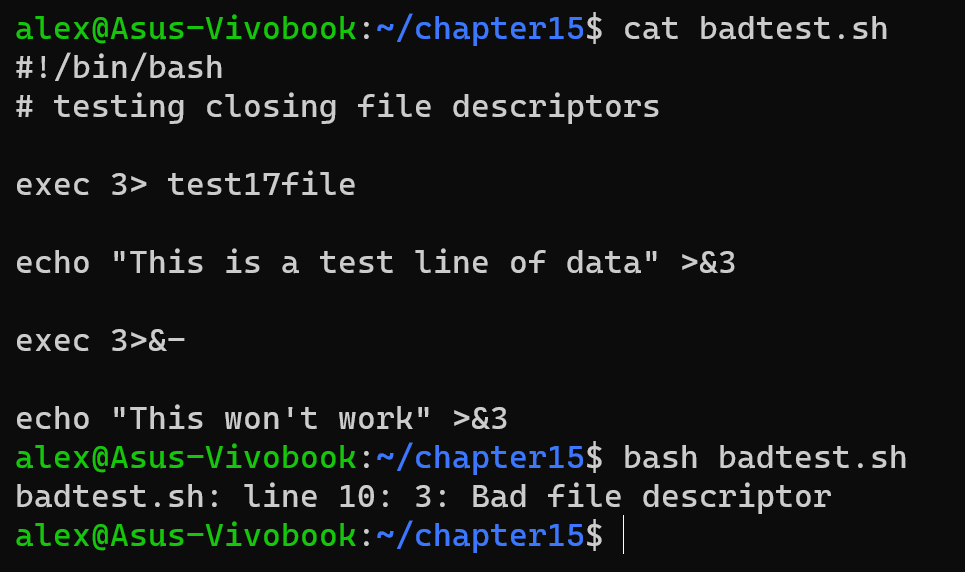 alex@Asus-Vivobook:~/chapter15$ cat badtest.sh
#!/bin/bash
# testing closing file descriptors
exec 3> test17file
echo "This is a test line of data" >&3
exec 3>&-
echo "This won't work" >&3
alex@Asus-Vivobook:~/chapter15$ bash badtest.sh
badtest.sh: line 10: 3: Bad file descriptor
alex@Asus-Vivobook:~/chapter15$